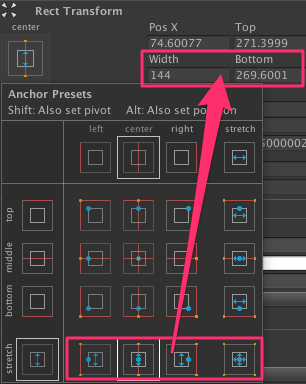 Rect Transform
center
Pos X Top
74.60077 271.3999
Width Bottom
144 269.6001
Anchor Presets
Shift: Also set pivot Alt: Also set position
left center right stretch
top
middle
bottom
stretch